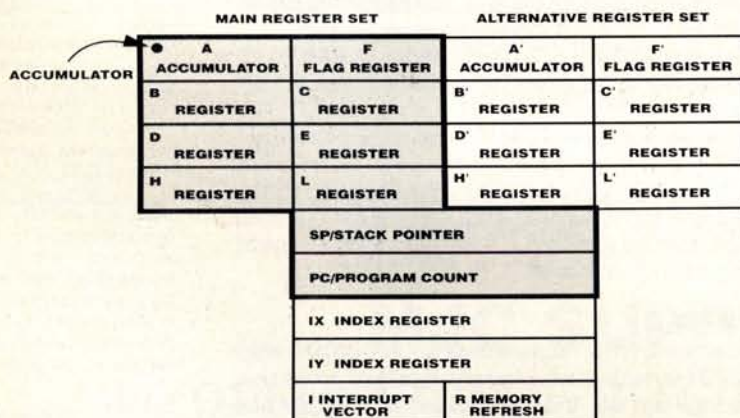 MAIN REGISTER SET ALTERNATIVE REGISTER SET
ACCUMULATOR
A F A' F'
ACCUMULATOR FLAG REGISTER ACCUMULATOR FLAG REGISTER
B C B' C'
REGISTER REGISTER REGISTER REGISTER
D E D' E'
REGISTER REGISTER REGISTER REGISTER
H L H' L'
REGISTER REGISTER REGISTER REGISTER
SP/STACK POINTER
PC/PROGRAM COUNT
IX INDEX REGISTER
IY INDEX REGISTER
I INTERRUPT R MEMORY
VECTOR REFRESH